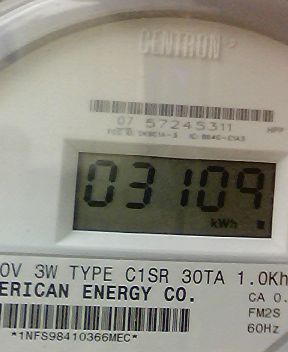 CENTRON
07 57245311
03109
kWh
0V 3W TYPE C1SR 30TA 1.0Kh
ERICAN ENERGY CO.
CA 0.
FM2S
60Hz
*1NFS98410366MEC*